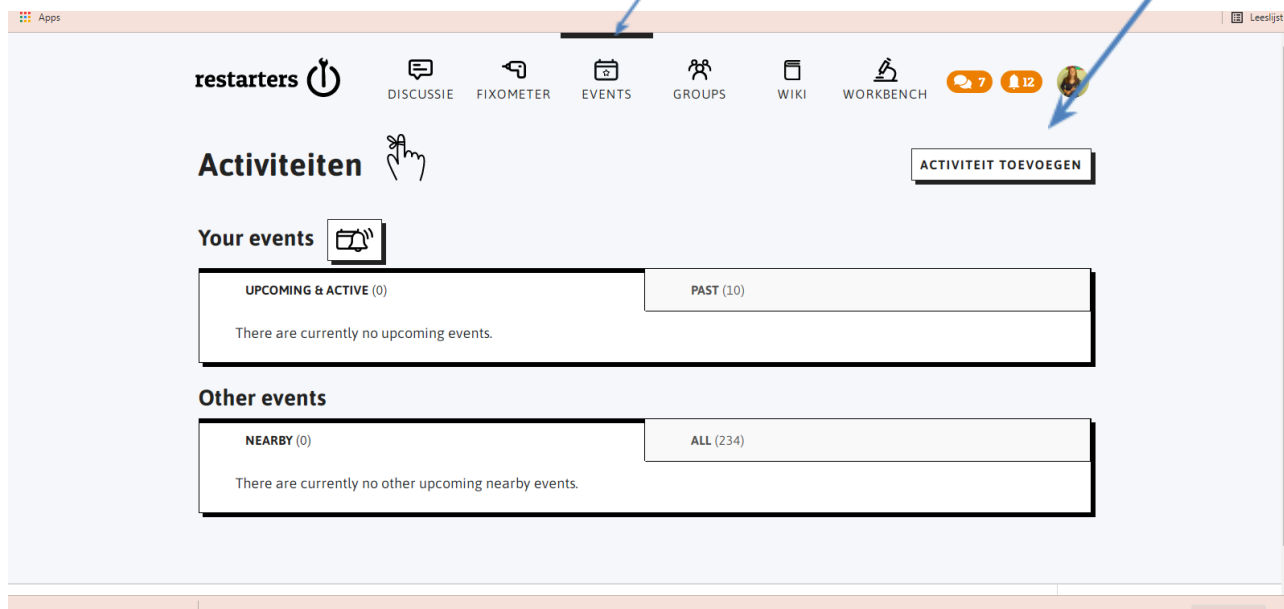 Apps
Leeslijst
restarters
DISCUSSIE FIXOMETER EVENTS GROUPS WIKI WORKBENCH 7 12
Activiteiten
ACTIVITEIT TOEVOEGEN
Your events
UPCOMING & ACTIVE (0) PAST (10)
There are currently no upcoming events.
Other events
NEARBY (0) ALL (234)
There are currently no other upcoming nearby events.